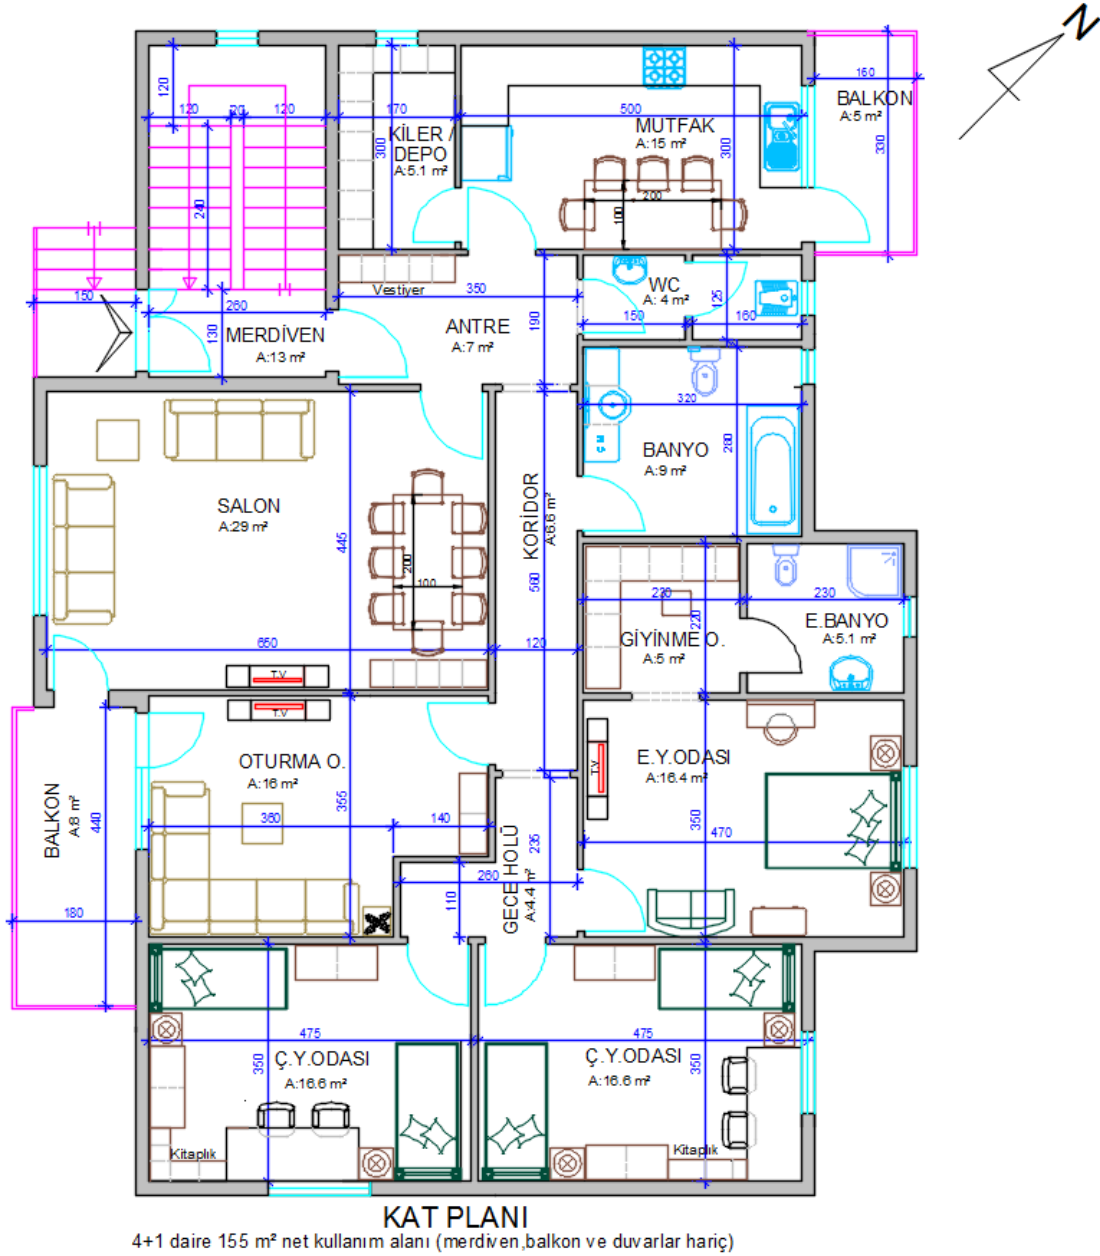 N
160
BALKON
A:5 m²
330
120
120
20
120
240
170
KİLER /
DEPO
A:5.1 m²
300
500
MUTFAK
A:15 m²
300
200
100
150
260
130
MERDİVEN
A:13 m²
Vestiyer
350
ANTRE
A:7 m²
190
WC
A: 4 m²
150
125
160
320
BANYO
A:9 m²
280
Ç M
SALON
A:29 m²
445
200
100
650
T.V
KORİDOR
A:6.6 m²
560
120
230
220
GİYİNME O.
A:5 m²
230
E.BANYO
A:5.1 m²
T.V
OTURMA O.
A:16 m²
355
360
140
BALKON
A:8 m²
440
180
T.V
E.Y.ODASI
A:16.4 m²
350
470
GECE HOLÜ
A:4.4 m²
235
260
110
475
350
Ç.Y.ODASI
A:16.6 m²
Kitaplık
475
350
Ç.Y.ODASI
A:16.6 m²
Kitaplık
KAT PLANI
4+1 daire 155 m² net kullanım alanı (merdiven,balkon ve duvarlar hariç)